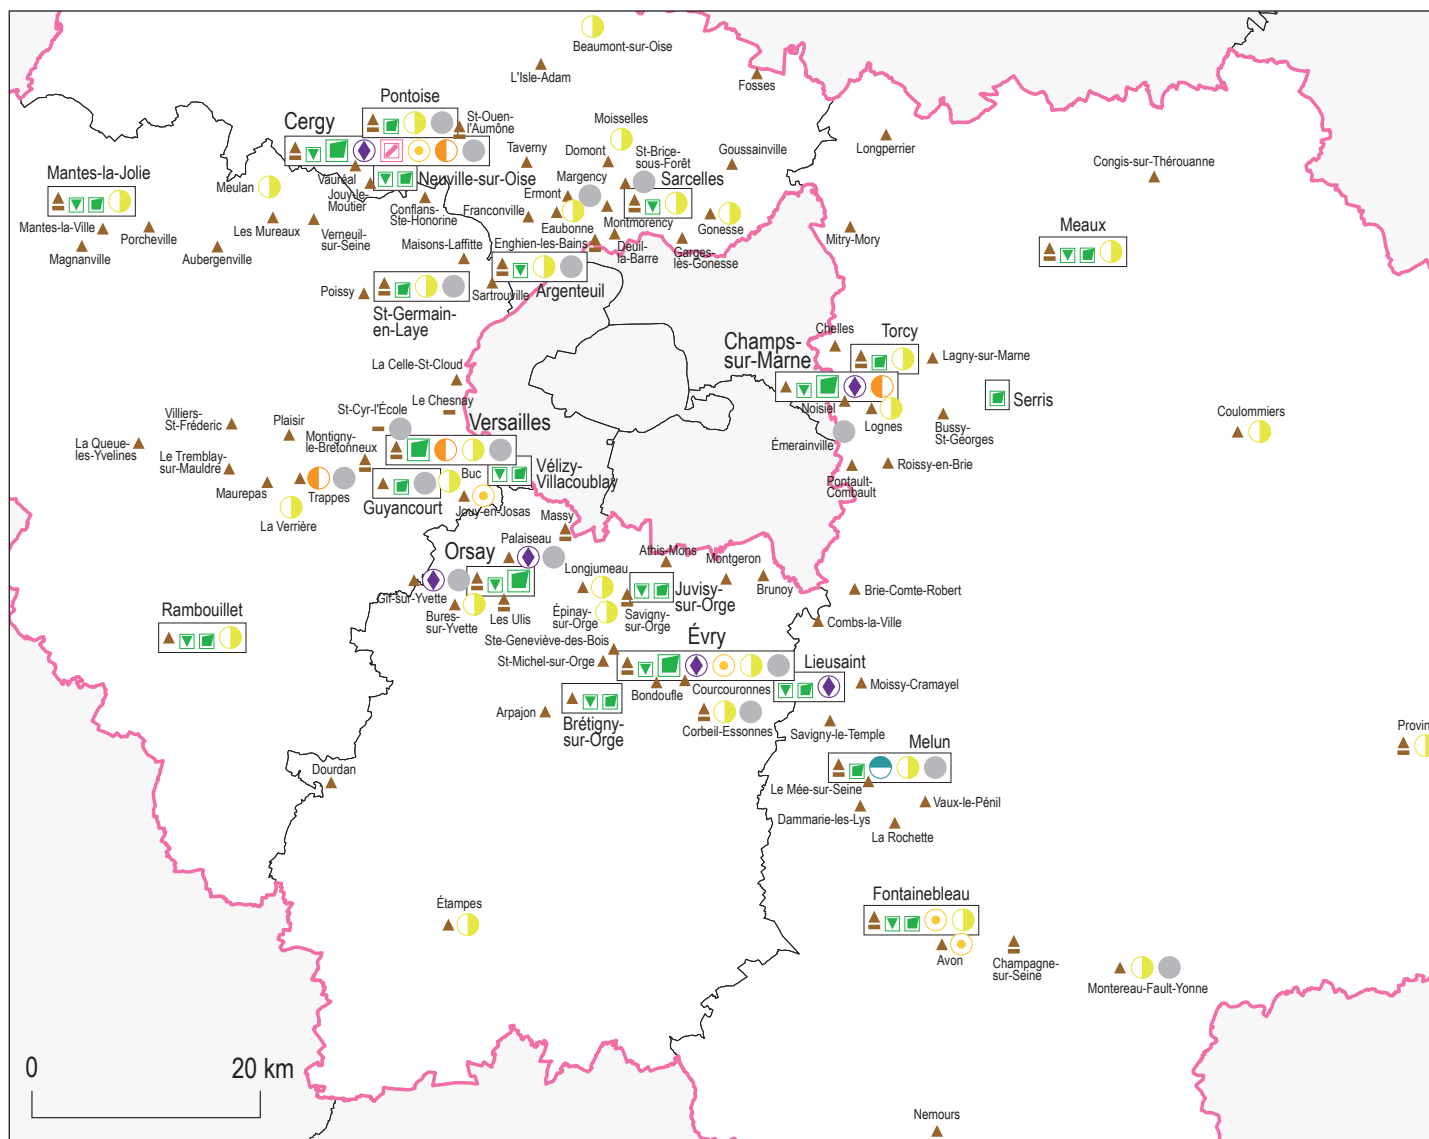 Beaumont-sur-Oise
L'Isle-Adam
Fosses
Pontoise
St-Ouen-
l'Aumône
Cergy
Moisselles
Taverny
Domont
St-Brice-
sous-Forêt
Goussainville
Longperrier
Congis-sur-Thérouanne
Mantes-la-Jolie
Meulan
Vauréal
Jouy-le-
Moutier
Neuville-sur-Oise
Margency
Ermont
Sarcelles
Conflans-
Ste-Honorine
Franconville
Eaubonne
Montmorency
Gonesse
Mantes-la-Ville
Porcheville
Magnanville
Les Mureaux
Verneuil-
sur-Seine
Aubergenville
Maisons-Laffitte
Enghien-les-Bains
Deuil-
la-Barre
Garges-
lès-Gonesse
Mitry-Mory
Meaux
Poissy
St-Germain-
en-Laye
Sartrouville
Argenteuil
Chelles
Torcy
Champs-
sur-Marne
Lagny-sur-Marne
La Celle-St-Cloud
Serris
Le Chesnay
Noisiel
Lognes
Bussy-
St-Georges
Coulommiers
Villiers-
St-Fréderic
Plaisir
St-Cyr-l'École
Versailles
La Queue-
les-Yvelines
Montigny-
le-Bretonneux
Émerainville
Le Tremblay-
sur-Mauldre
Roissy-en-Brie
Pontault-
Combault
Maurepas
Trappes
Buc
Vélizy-
Villacoublay
Guyancourt
Jouy-en-Josas
La Verrière
Massy
Palaiseau
Orsay
Athis-Mons
Montgeron
Longjumeau
Brunoy
Brie-Comte-Robert
Gif-sur-Yvette
Juvisy-
sur-Orge
Bures-
sur-Yvette
Les Ulis
Épinay-
sur-Orge
Savigny-
sur-Orge
Combs-la-Ville
Rambouillet
Ste-Geneviève-des-Bois
Évry
St-Michel-sur-Orge
Lieusaint
Moissy-Cramayel
Bondoufle
Courcouronnes
Arpajon
Brétigny-
sur-Orge
Corbeil-Essonnes
Savigny-le-Temple
Provin
Melun
Dourdan
Le Mée-sur-Seine
Vaux-le-Pénil
Dammarie-les-Lys
La Rochette
Étampes
Fontainebleau
Avon
Champagne-
sur-Seine
Montereau-Fault-Yonne
0
20 km
Nemours